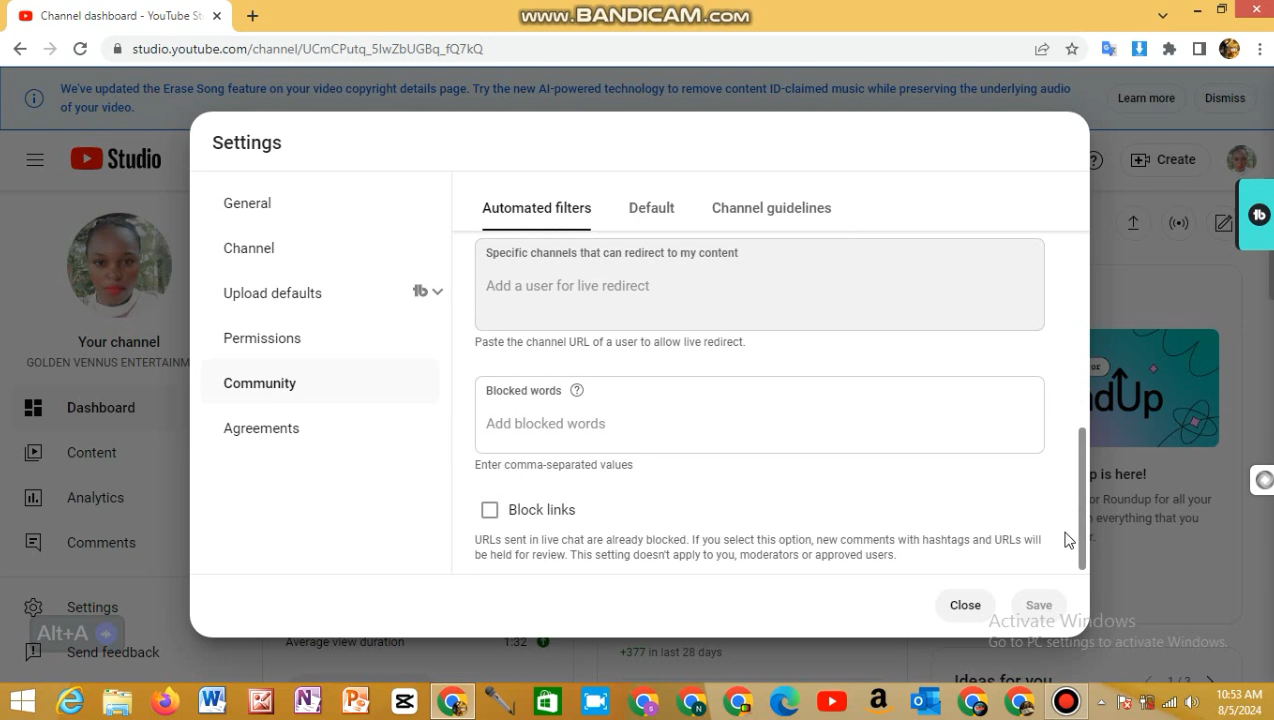 Channel dashboard - YouTube St
www.BANDICAM.com
studio.youtube.com/channel/UCmCPutq_5IwZbUGBq_fQ7kQ
We've updated the Erase Song feature on your video copyright details page. Try the new AI-powered technology to remove content ID-claimed music while preserving the underlying audio
of your video.
Learn more
Dismiss
Studio
Create
Your channel
GOLDEN VENNUS ENTERTAINM
Dashboard
Content
Analytics
Comments
Settings
Send feedback
Alt+A
Settings
General
Channel
Upload defaults
tb
Permissions
Community
Agreements
Automated filters
Default
Channel guidelines
Specific channels that can redirect to my content
Add a user for live redirect
Paste the channel URL of a user to allow live redirect.
Blocked words
Add blocked words
Enter comma-separated values
Block links
URLs sent in live chat are already blocked. If you select this option, new comments with hashtags and URLs will
be held for review. This setting doesn't apply to you, moderators or approved users.
Close
Save
tb
or
ndUp
p is here!
or Roundup for all your
n everything that you
Activate Windows
Go to PC settings to activate Windows.
Average view duration
1:32
+377 in last 28 days
Ideas for you
1 / 3
10:53 AM
8/5/2024